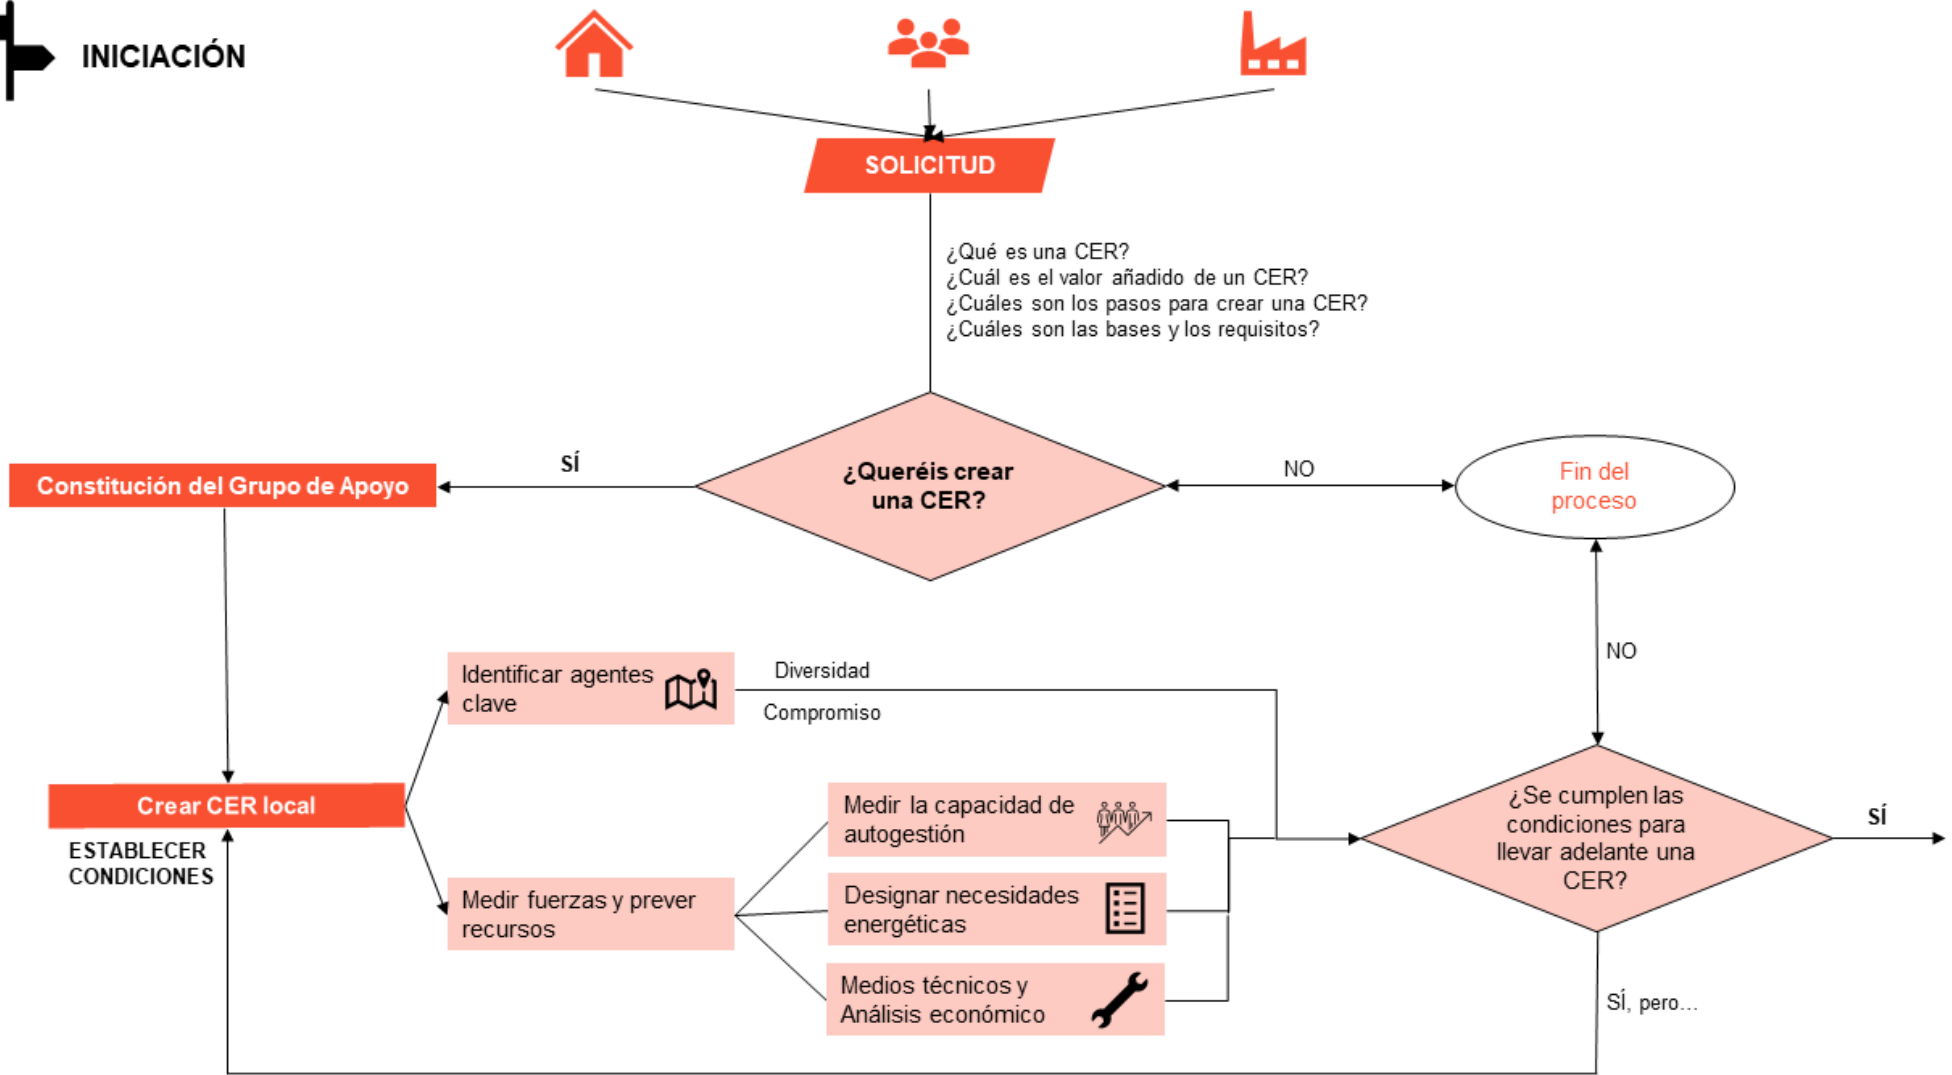 INICIACIÓN
SOLICITUD
¿Qué es una CER?
¿Cuál es el valor añadido de un CER?
¿Cuáles son los pasos para crear una CER?
¿Cuáles son las bases y los requisitos?
¿Queréis crear
una CER?
SÍ
Constitución del Grupo de Apoyo
NO
Fin del
proceso
NO
Identificar agentes
clave
Diversidad
Compromiso
Crear CER local
ESTABLECER
CONDICIONES
Medir fuerzas y prever
recursos
Medir la capacidad de
autogestión
Designar necesidades
energéticas
Medios técnicos y
Análisis económico
¿Se cumplen las
condiciones para
llevar adelante una
CER?
SÍ
SÍ, pero...